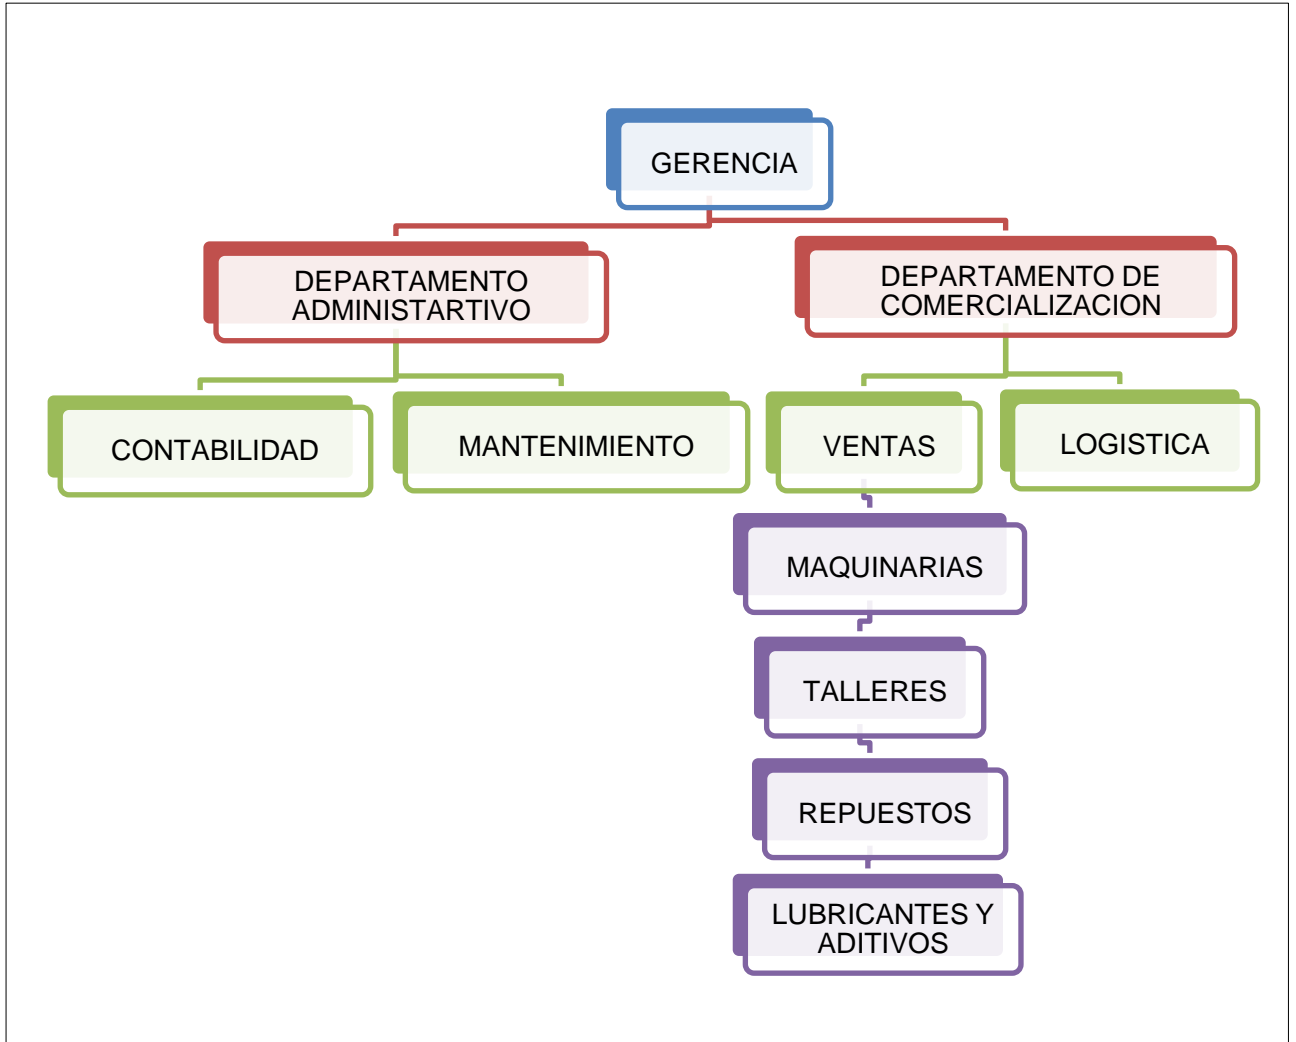 GERENCIA
DEPARTAMENTO
ADMINISTARTIVO
DEPARTAMENTO DE
COMERCIALIZACION
CONTABILIDAD
MANTENIMIENTO
VENTAS
LOGISTICA
MAQUINARIAS
TALLERES
REPUESTOS
LUBRICANTES Y
ADITIVOS